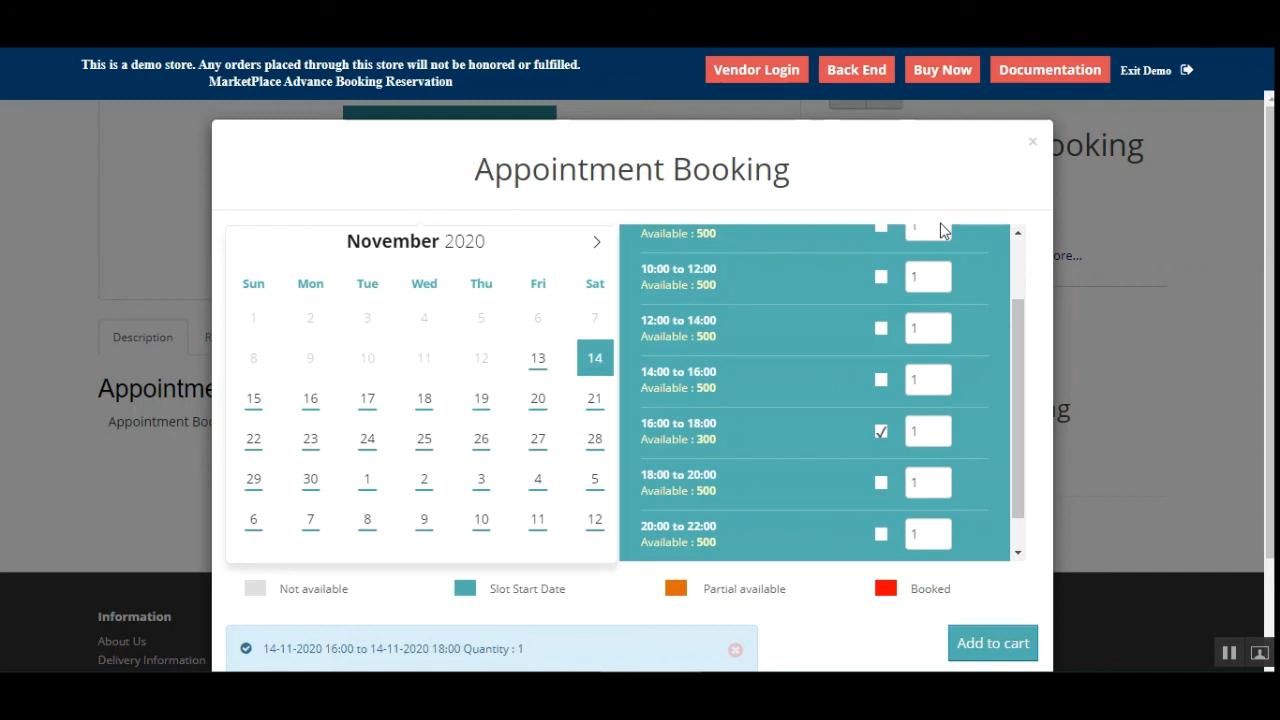 This is a demo store. Any orders placed through this store will not be honored or fulfilled.
MarketPlace Advance Booking Reservation
Vendor Login
Back End
Buy Now
Documentation
Exit Demo
ooking
Appointment Booking
×
November 2020
Sun Mon Tue Wed Thu Fri Sat
1 2 3 4 5 6 7
8 9 10 11 12 13 14
15 16 17 18 19 20 21
22 23 24 25 26 27 28
29 30 1 2 3 4 5
6 7 8 9 10 11 12
Available : 500 1
10:00 to 12:00
Available : 500 1
12:00 to 14:00
Available : 500 1
14:00 to 16:00
Available : 500 1
16:00 to 18:00
Available : 300 1
18:00 to 20:00
Available : 500 1
20:00 to 22:00
Available : 500 1
ore...
Description
R
Appointme
Appointment Boo
g
Not available
Slot Start Date
Partial available
Booked
14-11-2020 16:00 to 14-11-2020 18:00 Quantity : 1
Add to cart
Information
About Us
Delivery Information